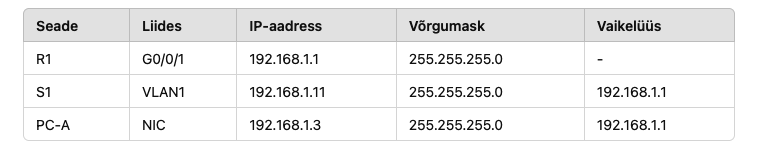 Seade Liides IP-aadress Võrgumask Vaikelüüs
R1 G0/0/1 192.168.1.1 255.255.255.0 -
S1 VLAN1 192.168.1.11 255.255.255.0 192.168.1.1
PC-A NIC 192.168.1.3 255.255.255.0 192.168.1.1